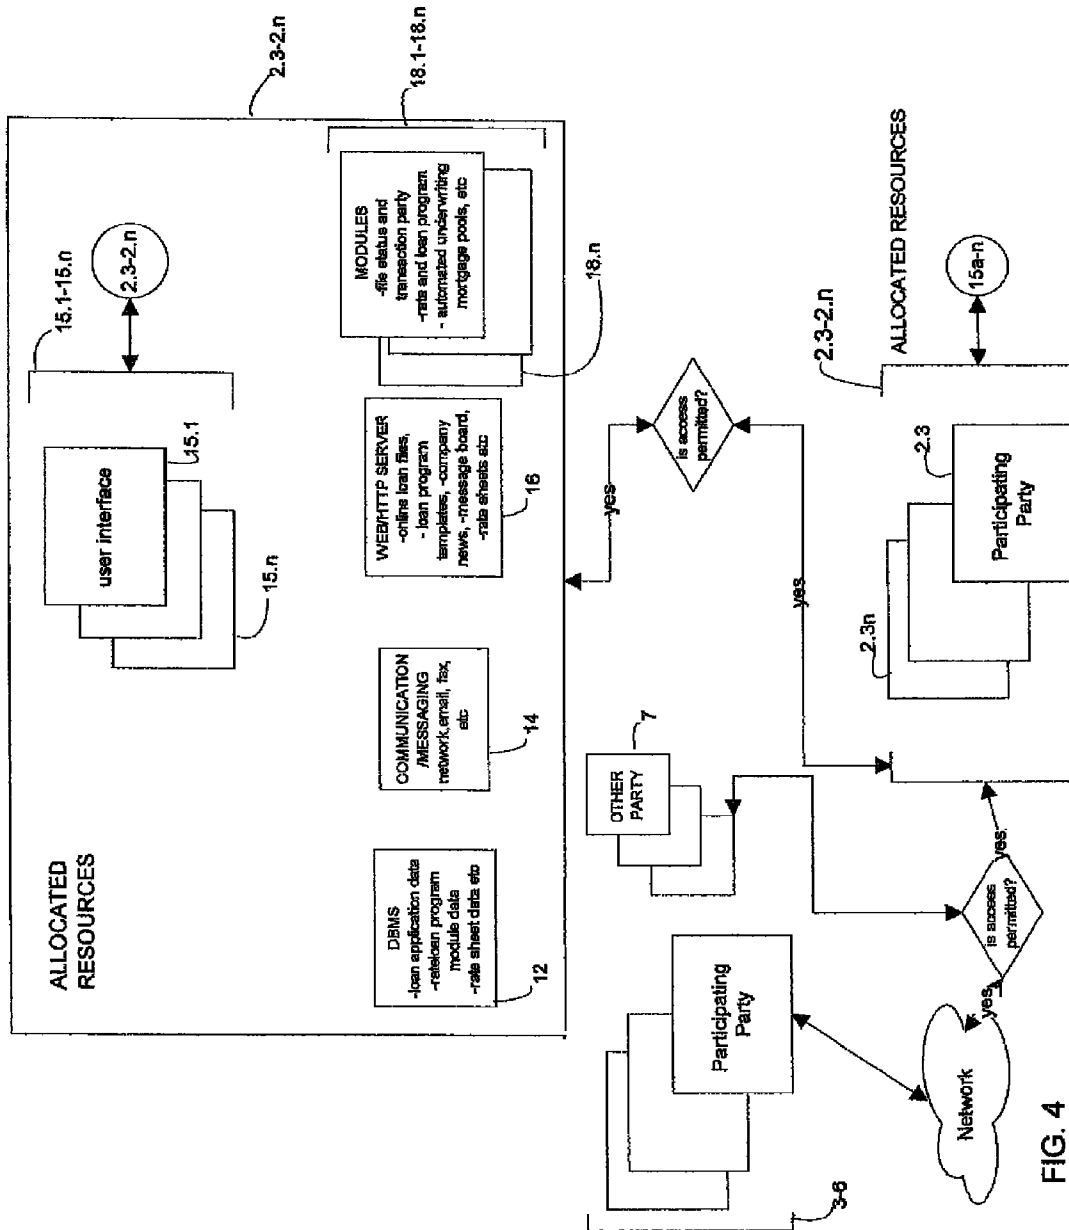 ALLOCATED
RESOURCES
user interface
15.1
15.n
15.1-15.n
2.3-2.n
2.3-2.n
DBMS
-loan application data
-rateloan program
module data
-rate sheet data etc
12
COMMUNICATION
/MESSAGING
network,email, fax,
etc
14
WEB/HTTP SERVER
-online loan files,
- loan program
templates, -company
news, -message board,
-rate sheets etc
16
MODULES
-file status and
transaction party
-rate and loan program
- automated underwriting
mortgage pools, etc
18.n
18.1-18.n
yes
is access
permitted?
yes
OTHER
PARTY
7
Participating
Party
3-6
Network
yes
is access
permitted?
yes
2.3n
Participating
Party
2.3
2.3-2.n
15a-n
ALLOCATED RESOURCES
FIG. 4